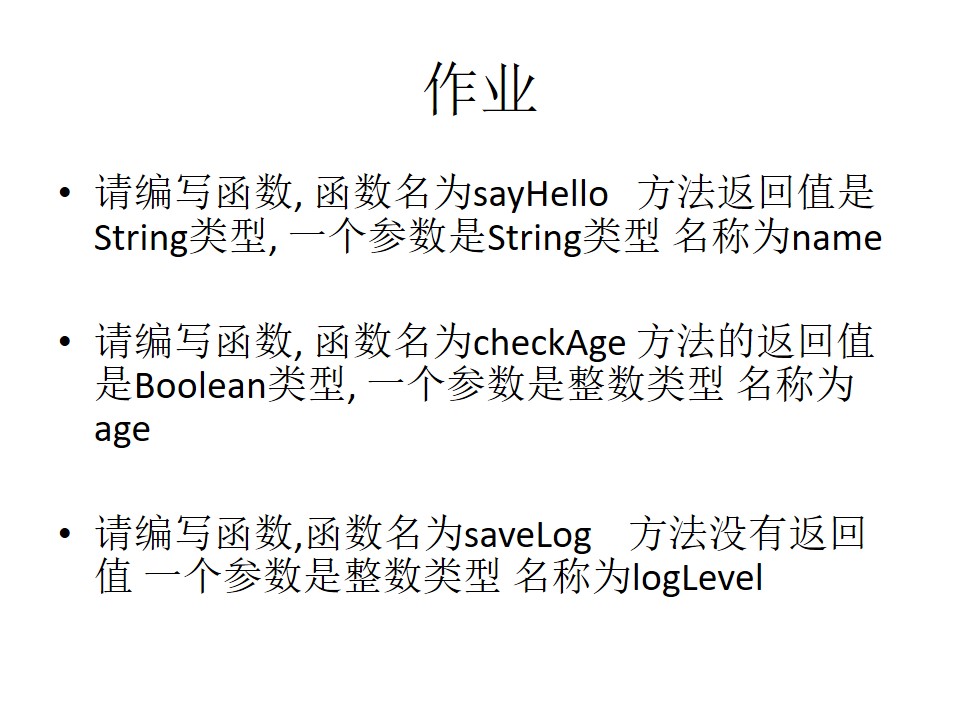 作业
• 请编写函数, 函数名为sayHello 方法返回值是
String类型, 一个参数是String类型 名称为name
• 请编写函数, 函数名为checkAge 方法的返回值
是Boolean类型, 一个参数是整数类型 名称为
age
• 请编写函数,函数名为saveLog 方法没有返回
值 一个参数是整数类型 名称为logLevel